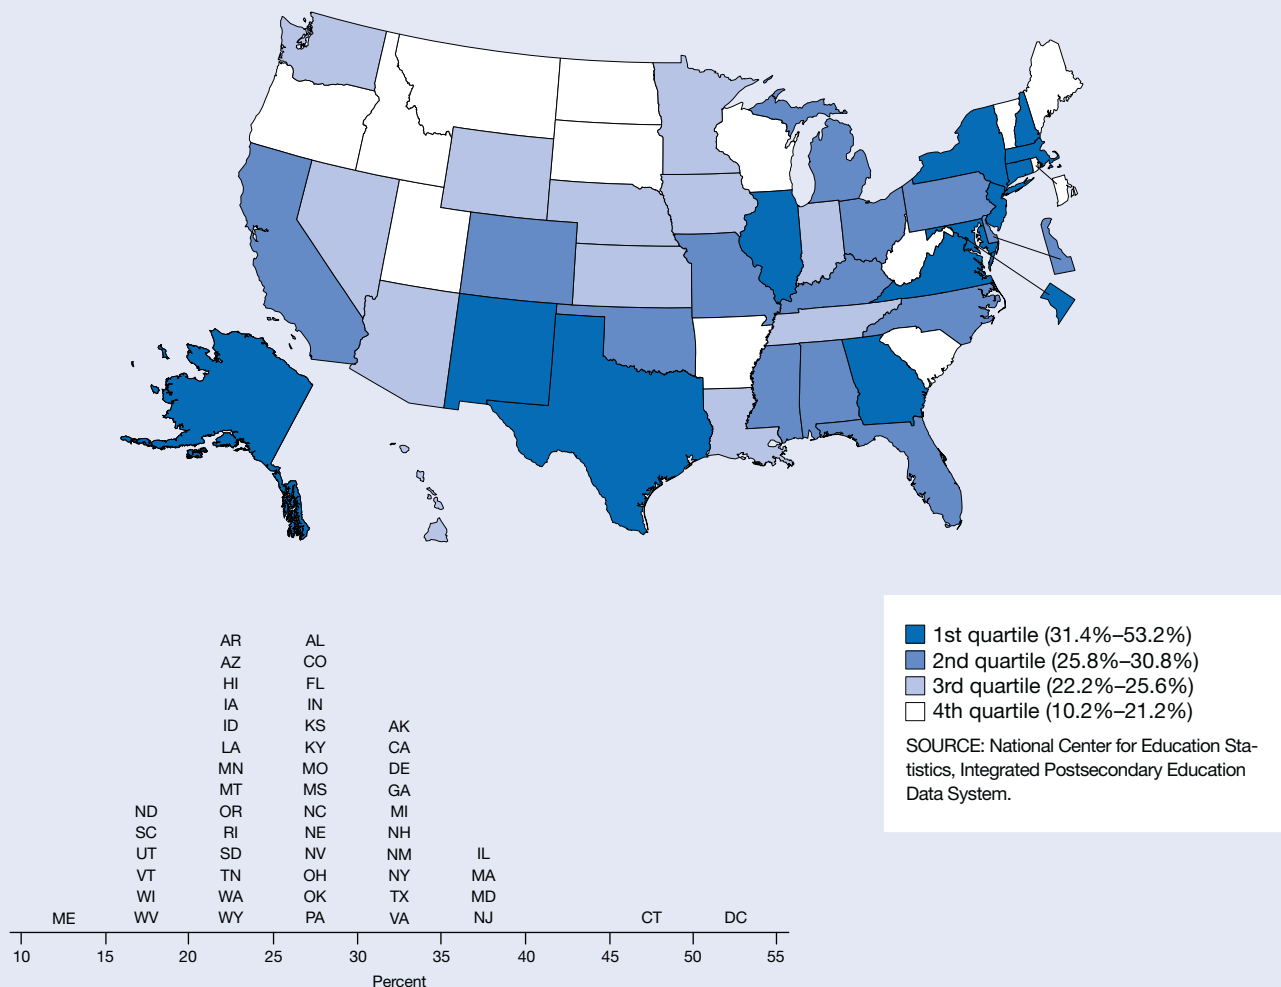 AR AL
AZ CO
HI FL
IA IN
ID KS AK
LA KY CA
MN MO DE
MT MS GA
ND OR NC MI
SC RI NE NH
UT SD NV NM IL
VT TN OH NY MA
WI WA OK TX MD
ME WV WY PA VA NJ CT DC
10 15 20 25 30 35 40 45 50 55
Percent
1st quartile (31.4%–53.2%)
2nd quartile (25.8%–30.8%)
3rd quartile (22.2%–25.6%)
4th quartile (10.2%–21.2%)
SOURCE: National Center for Education Sta-
tistics, Integrated Postsecondary Education
Data System.